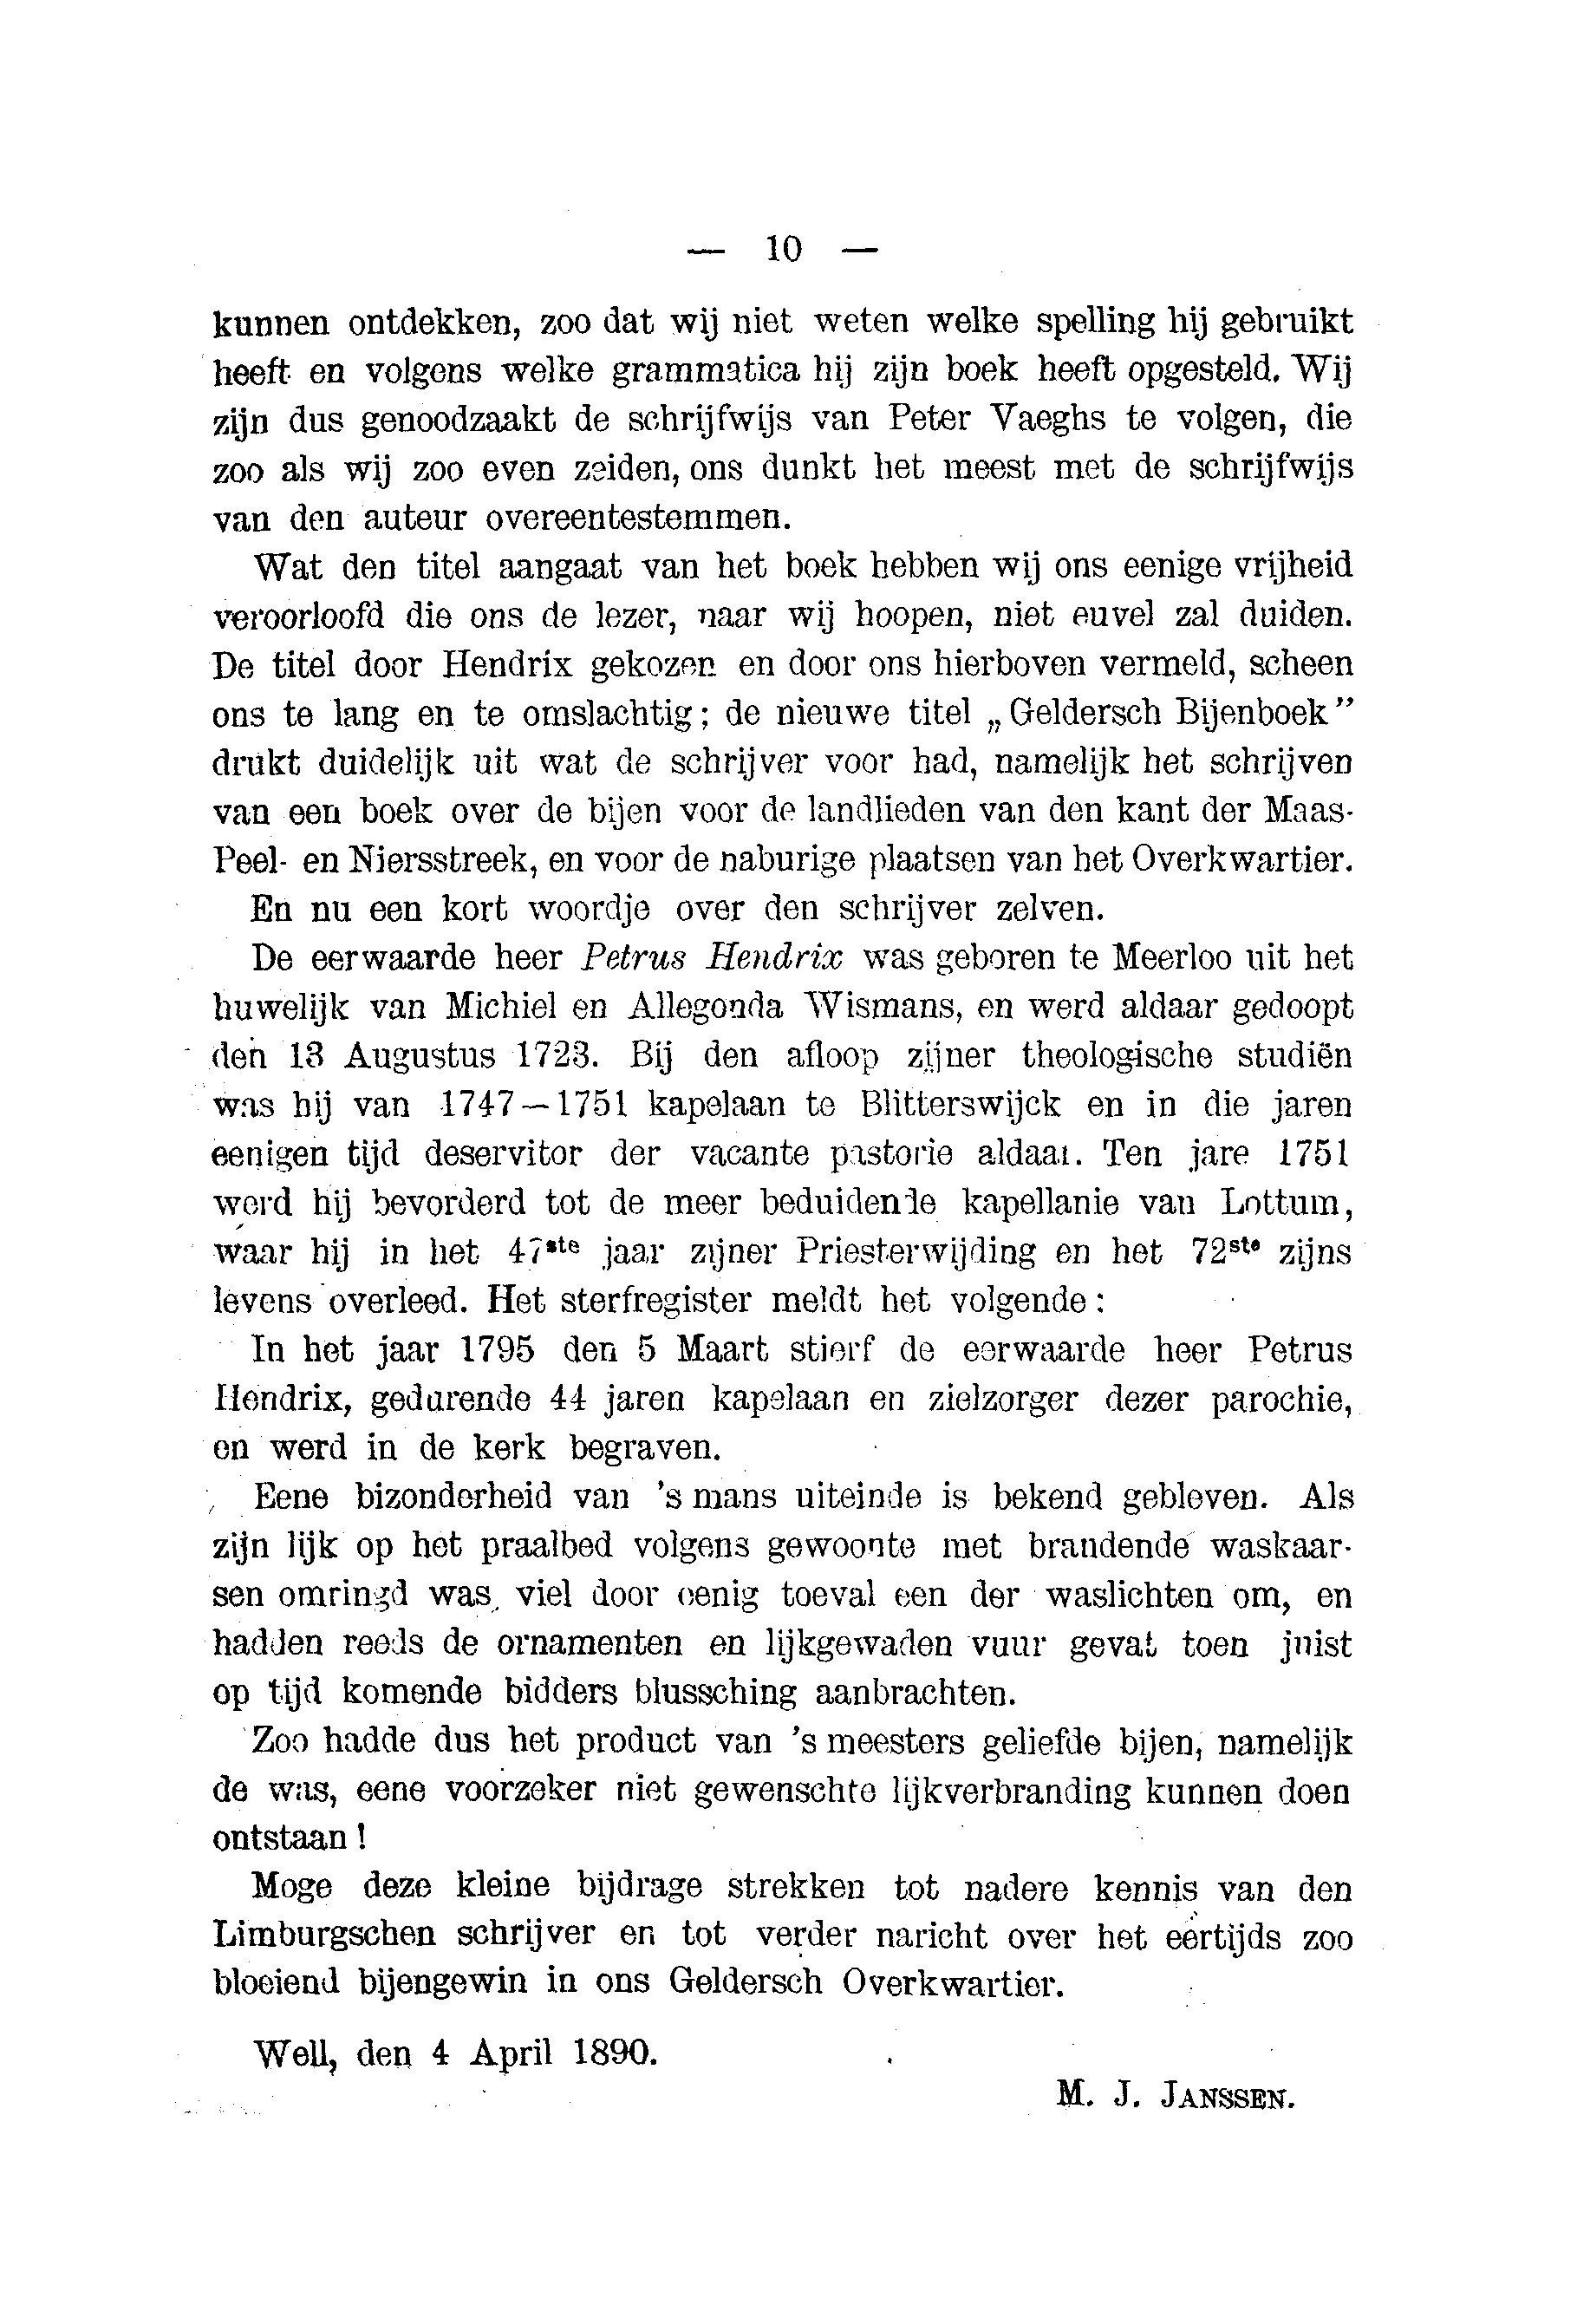 — 10 —
kunnen ontdekken, zoo dat wij niet weten welke spelling hij gebruikt
heeft en volgens welke grammatica hij zijn boek heeft opgesteld. Wij
zijn dus genoodzaakt de schrijfwijs van Peter Vaeghs te volgen, die
zoo als wij zoo even zeiden, ons dunkt het meest met de schrijfwijs
van den auteur overeentestemmen.
Wat den titel aangaat van het boek hebben wij ons eenige vrijheid
veroorloofd die ons de lezer, naar wij hoopen, niet euvel zal duiden.
De titel door Hendrix gekozen en door ons hierboven vermeld, scheen
ons te lang en te omslachtig; de nieuwe titel „Geldersch Bijenboek”
drukt duidelijk uit wat de schrijver voor had, namelijk het schrijven
van een boek over de bijen voor de landlieden van den kant der Maas-
Peel- en Niersstreek, en voor de naburige plaatsen van het Overkwartier.
En nu een kort woordje over den schrijver zelven.
De eerwaarde heer Petrus Hendrix was geboren te Meerloo uit het
huwelijk van Michiel en Allegonda Wismans, en werd aldaar gedoopt
den 13 Augustus 1723. Bij den afloop zijner theologische studiën
was hij van 1747—1751 kapelaan te Blitterswijck en in die jaren
eenigen tijd deservitor der vacante pastorie aldaar. Ten jare 1751
werd hij bevorderd tot de meer beduidende kapellanie van Lottum,
waar hij in het 47ste jaar zijner Priesterwijding en het 72ste zijns
levens overleed. Het sterfregister meldt het volgende:
In het jaar 1795 den 5 Maart stierf de eerwaarde heer Petrus
Hendrix, gedurende 44 jaren kapelaan en zielzorger dezer parochie,
en werd in de kerk begraven.
Eene bizonderheid van 's mans uiteinde is bekend gebleven. Als
zijn lijk op het praalbed volgens gewoonte met brandende waskaar-
sen omringd was, viel door eenig toeval een der waslichten om, en
hadden reeds de ornamenten en lijkgewaden vuur gevat toen juist
op tijd komende bidders blussching aanbrachten.
Zoo hadde dus het product van 's meesters geliefde bijen, namelijk
de was, eene voorzeker niet gewenschte lijkverbranding kunnen doen
ontstaan!
Moge deze kleine bijdrage strekken tot nadere kennis van den
Limburgschen schrijver en tot verder naricht over het eertijds zoo
bloeiend bijengewin in ons Geldersch Overkwartier.
Well, den 4 April 1890.
M. J. JANSSEN.